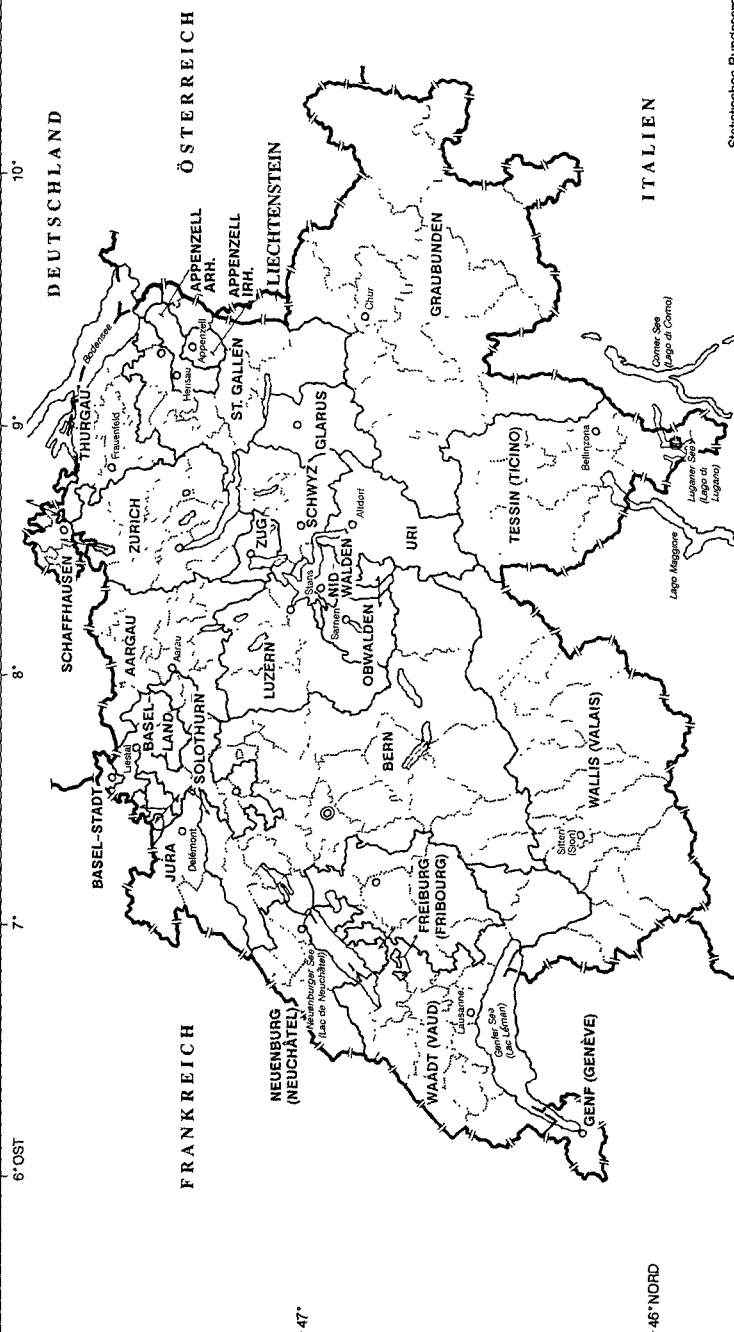 6°OST
7°
8°
9°
10°
47°
46°NORD
DEUTSCHLAND
ÖSTERREICH
LIECHTENSTEIN
ITALIEN
FRANKREICH
SCHAFFHAUSEN
THURGAU
Bodensee
Frauenfeld
BASEL-STADT
Liestal
BASEL-
LAND
AARGAU
Aarau
ZURICH
APPENZELL
ARH.
APPENZELL
IRH.
Herisau
Appenzell
ST. GALLEN
JURA
Delémont
SOLOTHURN
LUZERN
ZUG
SCHWYZ
GLARUS
NEUENBURG
(NEUCHÂTEL)
Neuenburger See
(Lac de Neuchâtel)
Stans
NID
WALDEN
Sarnen
OBWALDEN
Altdorf
URI
Chur
GRAUBUNDEN
BERN
FREIBURG
(FRIBOURG)
WAADT (VAUD)
Lausanne
Genfer See
(Lac Léman)
GENF (GENÈVE)
Sitten
(Sion)
WALLIS (VALAIS)
TESSIN (TICINO)
Bellinzona
Lago Maggiore
Luganer See
(Lago di
Lugano)
Comer See
(Lago di Como)